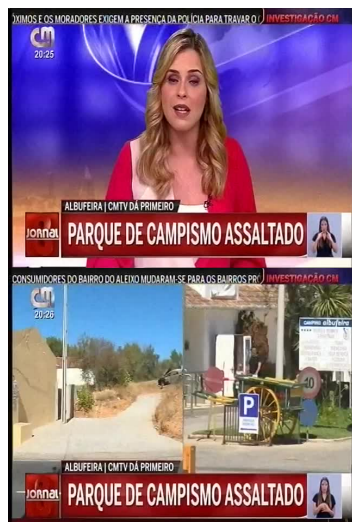 ÓXIMOS E OS MORADORES EXIGEM A PRESENÇA DA POLÍCIA PARA TRAVAR O
INVESTIGAÇÃO CM
CM
20:25
ALBUFEIRA | CMTV DÁ PRIMEIRO
Jornal
PARQUE DE CAMPISMO ASSALTADO
CONSUMIDORES DO BAIRRO DO ALEIXO MUDARAM-SE PARA OS BAIRROS
INVESTIGAÇÃO CM
CM
20:26
CAMPING albufeira
10
P
ALBUFEIRA | CMTV DÁ PRIMEIRO
Jornal
PARQUE DE CAMPISMO ASSALTADO